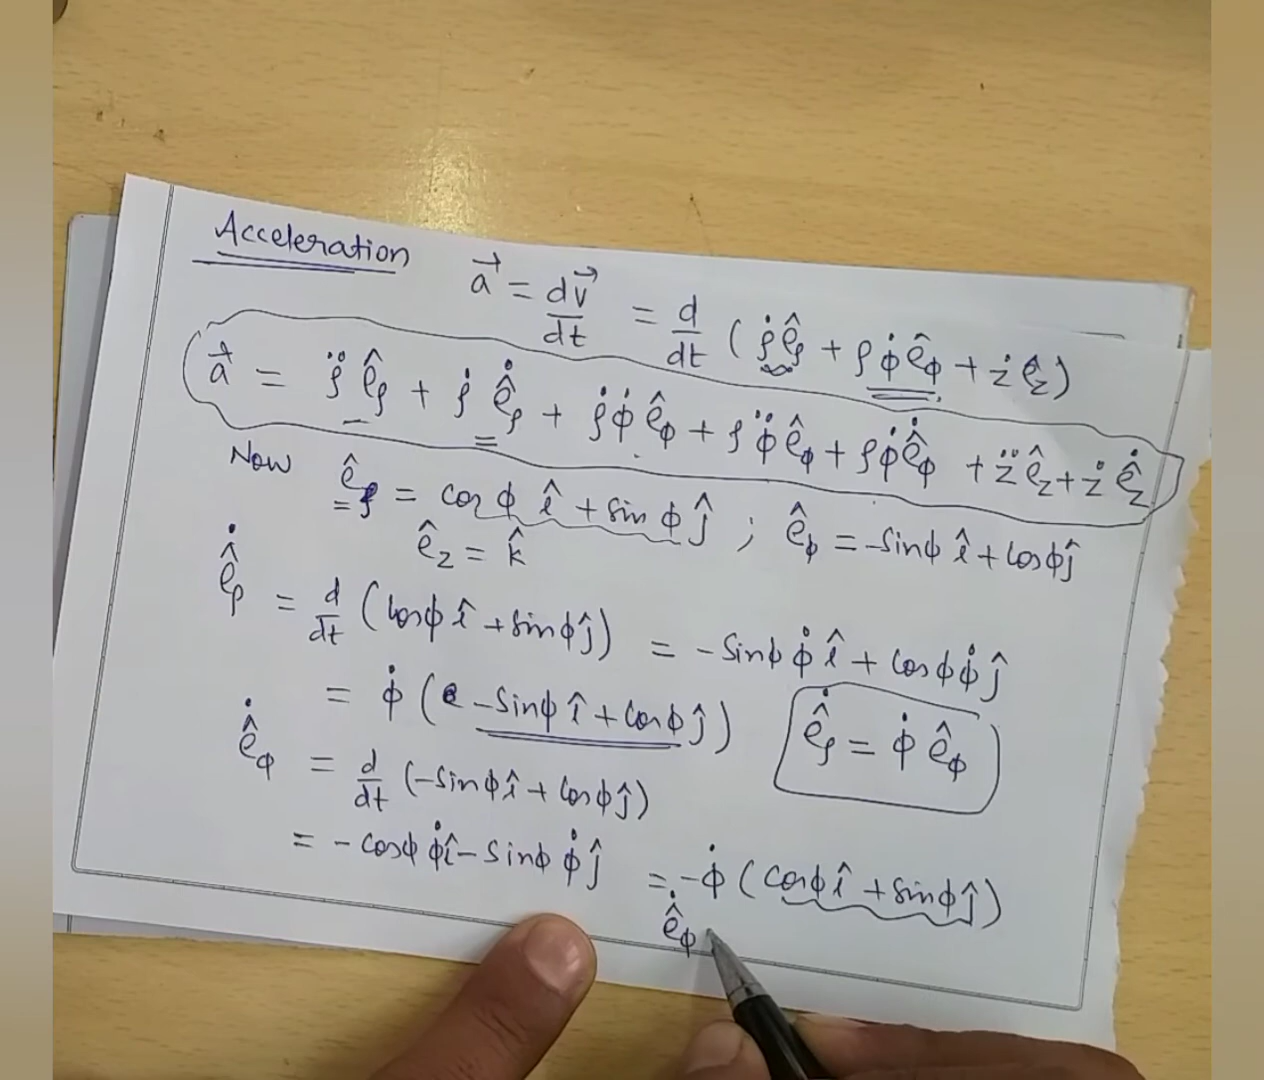 Acceleration
a⃗ = dv⃗/dt = d/dt (ρ̇ ê_ρ + ρ φ̇ ê_φ + ż ê_z)
a⃗ = ρ̈ ê_ρ + ρ̇ ê̇_ρ + ρ̇ φ̇ ê_φ + ρ φ̈ ê_φ + ρ φ̇ ê̇_φ + z̈ ê_z + ż ê̇_z
Now ê_ρ = cos φ î + sin φ ĵ ; ê_φ = -sinφ î + cosφ ĵ
ê_z = k̂
ê̇_ρ = d/dt (cosφ î + sinφ ĵ) = -sinφ φ̇ î + cosφ φ̇ ĵ
= φ̇ (-sinφ î + cosφ ĵ) ê̇_ρ = φ̇ ê_φ
ê̇_φ = d/dt (-sinφ î + cosφ ĵ)
= -cosφ φ̇ î - sinφ φ̇ ĵ = -φ̇ (cosφ î + sinφ ĵ)
ê̇_φ